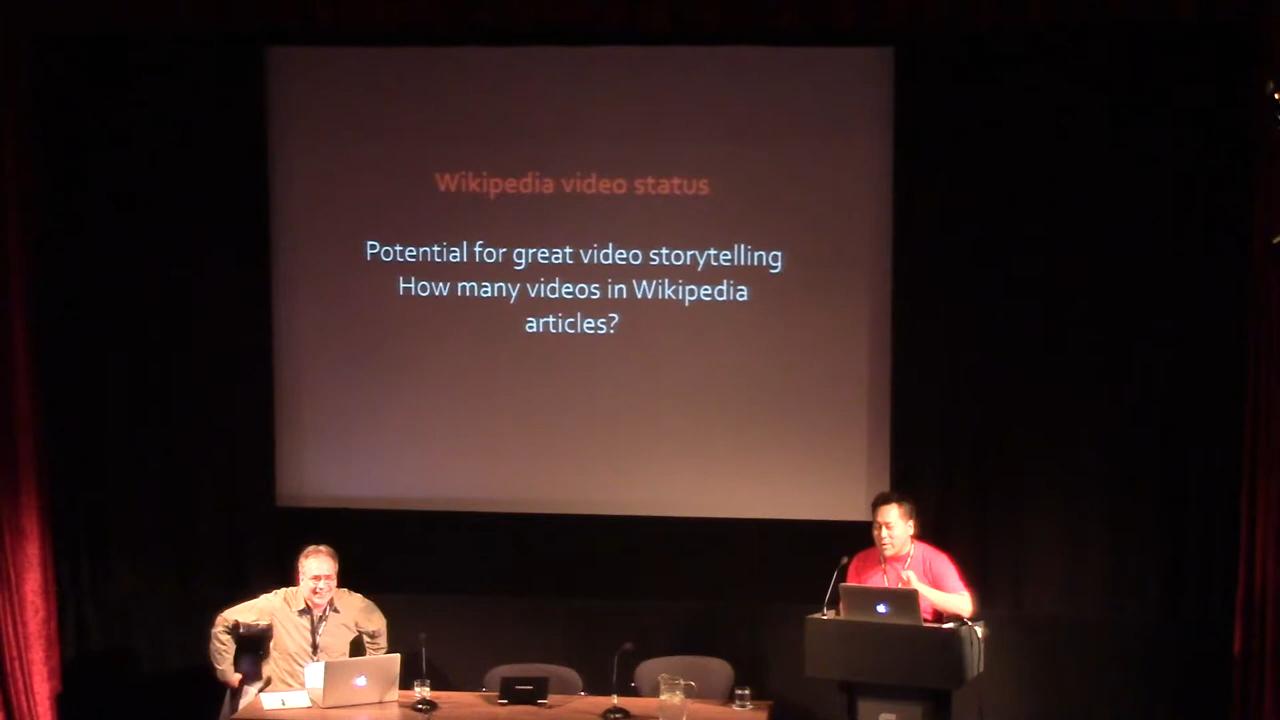 Wikipedia video status
Potential for great video storytelling
How many videos in Wikipedia
articles?